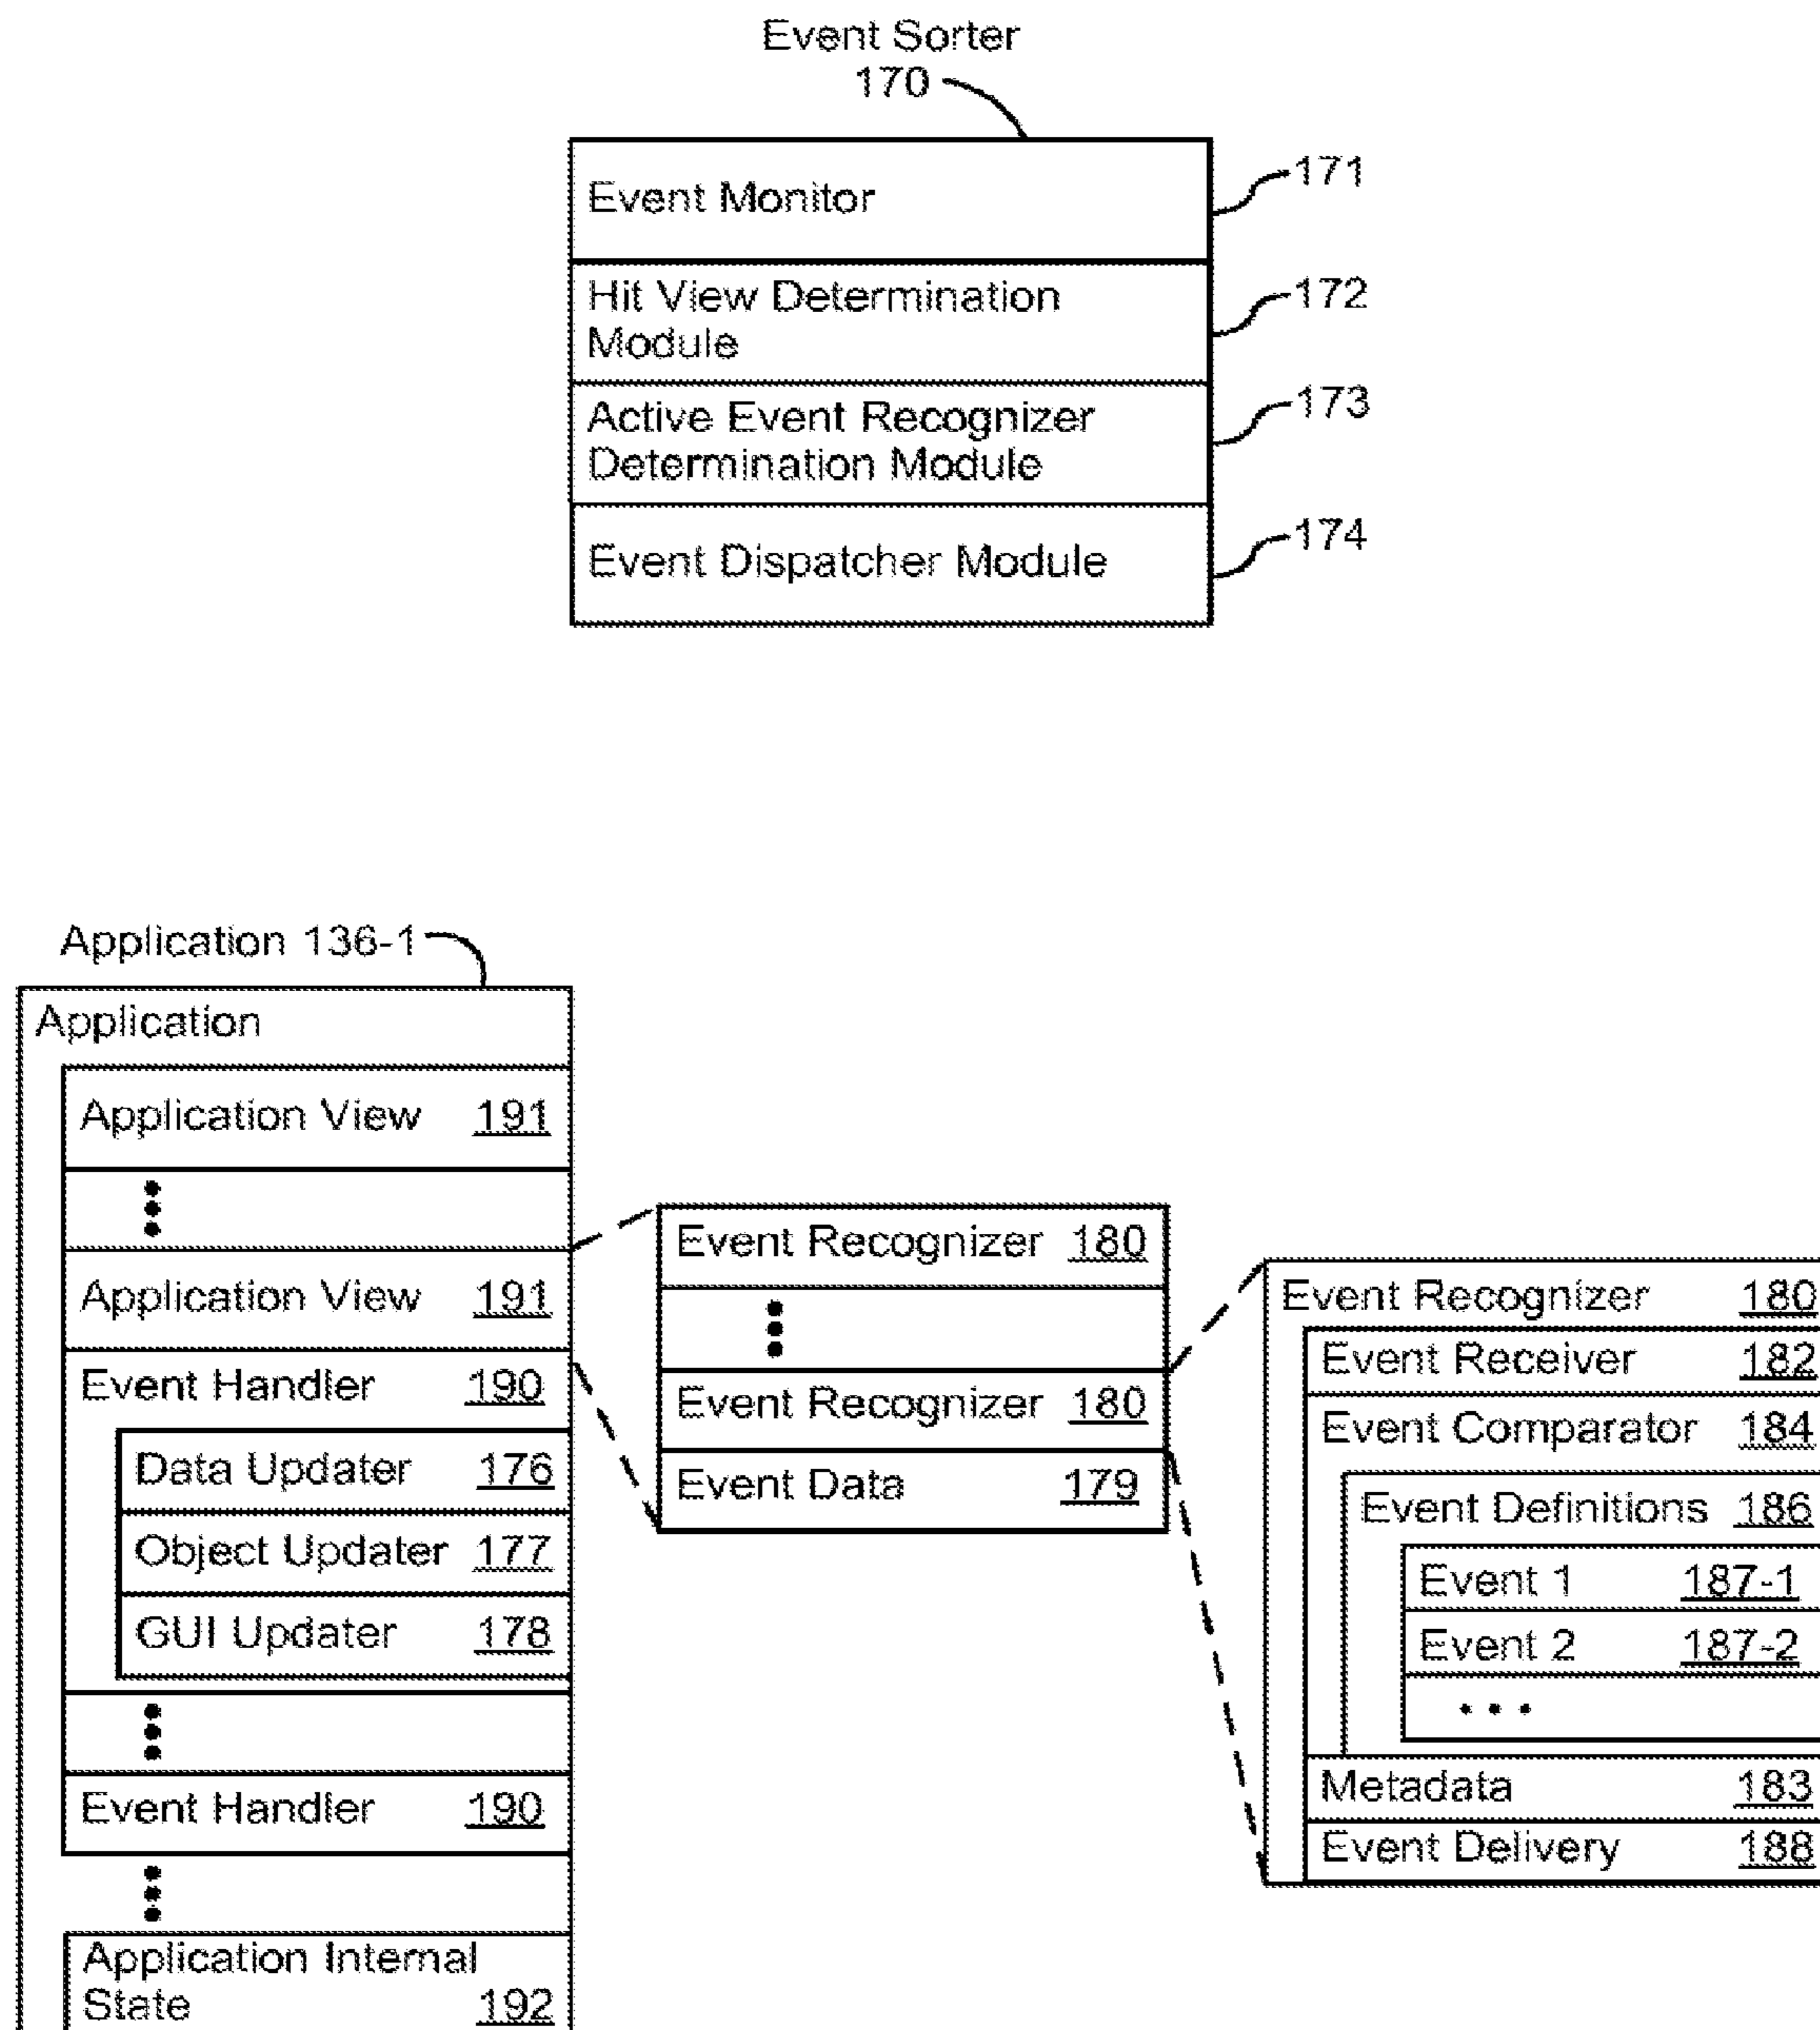 Event Sorter
170
Event Monitor
171
Hit View Determination
Module
172
Active Event Recognizer
Determination Module
173
Event Dispatcher Module
174
Application 136-1
Application
Application View 191
Application View 191
Event Handler 190
Data Updater 176
Object Updater 177
GUI Updater 178
Event Handler 190
Application Internal
State 192
Event Recognizer 180
Event Recognizer 180
Event Data 179
Event Recognizer 180
Event Receiver 182
Event Comparator 184
Event Definitions 186
Event 1 187-1
Event 2 187-2
Metadata 183
Event Delivery 188